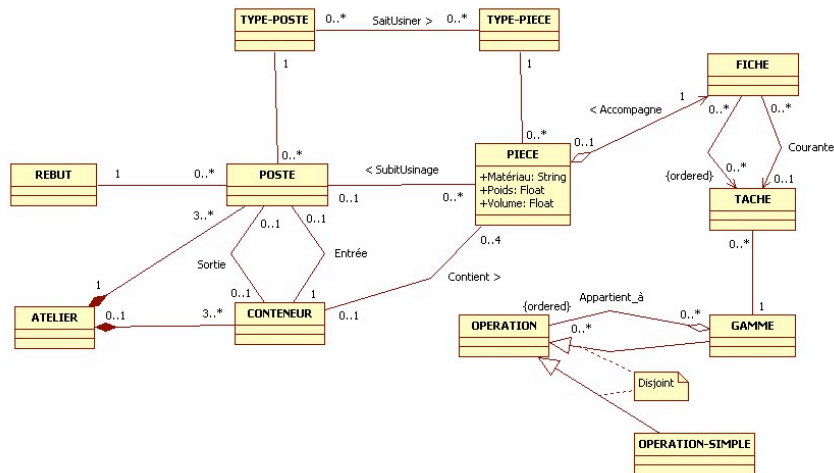 TYPE-POSTE
0..*
SaitUsiner >
0..*
TYPE-PIECE
1
1
FICHE
< Accompagne
1
0..*
0..*
Courante
0..*
0..1
{ordered}
TACHE
0..*
1
REBUT
1
0..*
0..*
POSTE
< SubitUsinage
0..1
0..*
0..*
PIECE
+Matériau: String
+Poids: Float
+Volume: Float
0..1
3..*
0..1
0..1
0..4
Sortie
Entrée
Contient >
1
0..1
1
0..1
ATELIER
0..1
3..*
CONTENEUR
Appartient_à
{ordered}
0..*
0..*
OPERATION
GAMME
Disjoint
OPERATION-SIMPLE